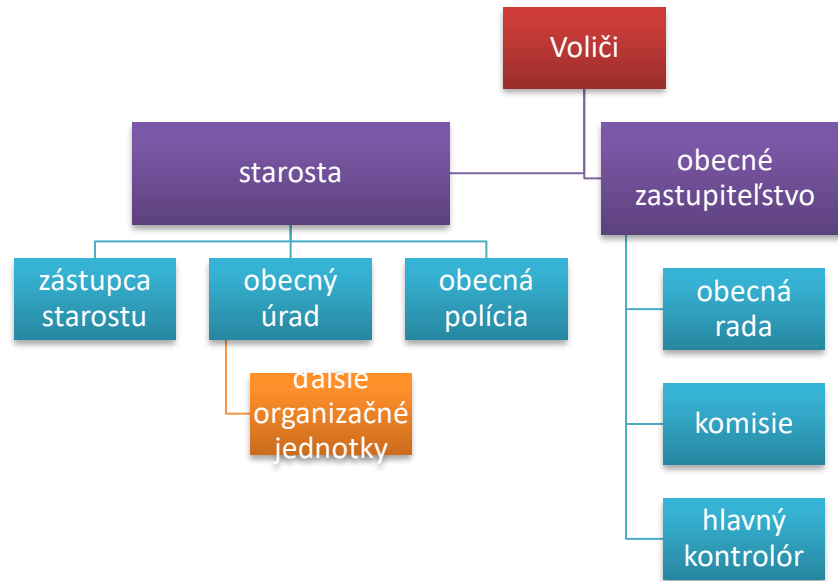 Voliči
starosta
obecné
zastupiteľstvo
zástupca
starostu
obecný
úrad
obecná
polícia
obecná
rada
ďalšie
organizačné
jednotky
komisie
hlavný
kontrolór